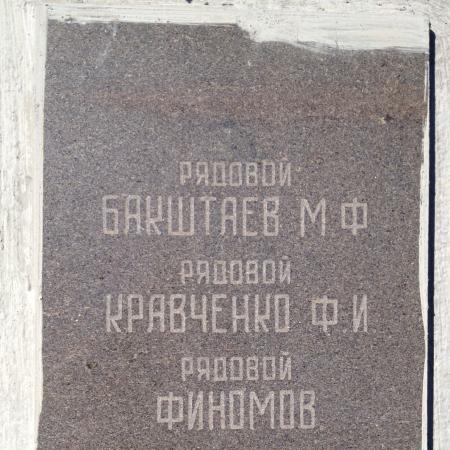 РЯДОВОЙ
БАКШТАЕВ М Ф
РЯДОВОЙ
КРАВЧЕНКО Ф И
РЯДОВОЙ
ФИНОМОВ